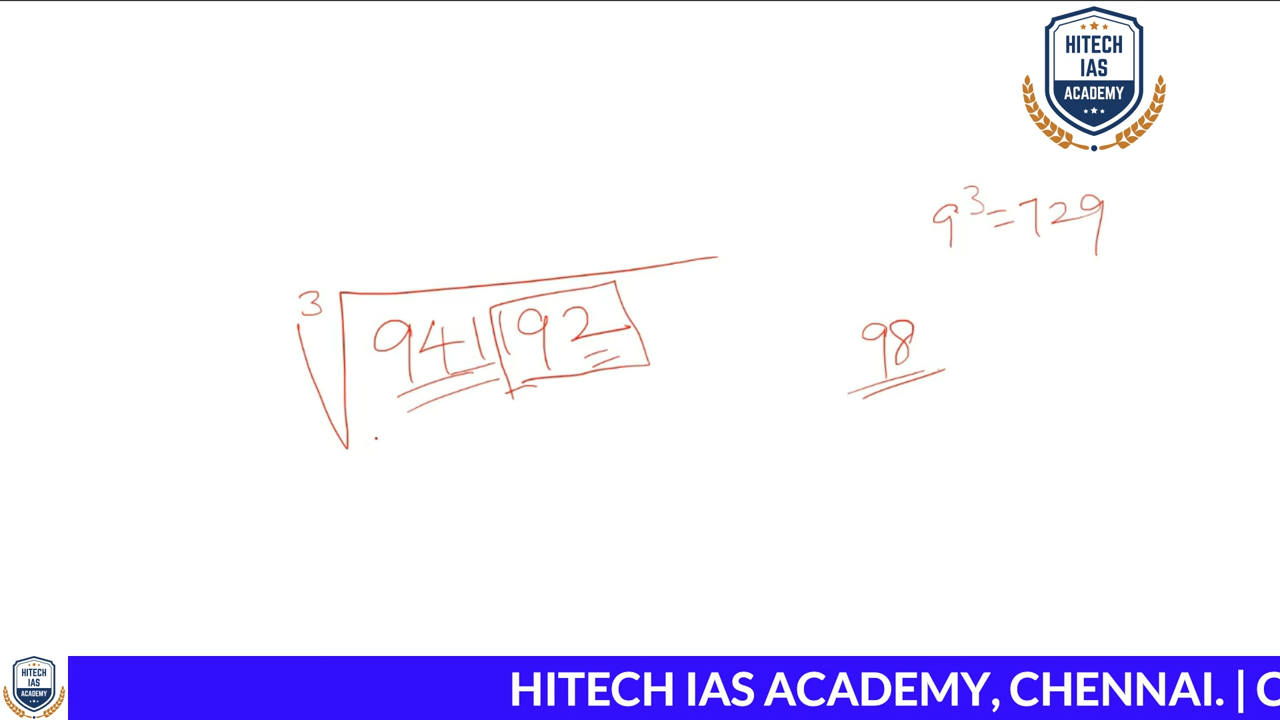 HITECH
IAS
ACADEMY
9³=729
3√941192
98
HITECH
IAS
ACADEMY
HITECH IAS ACADEMY, CHENNAI. | C